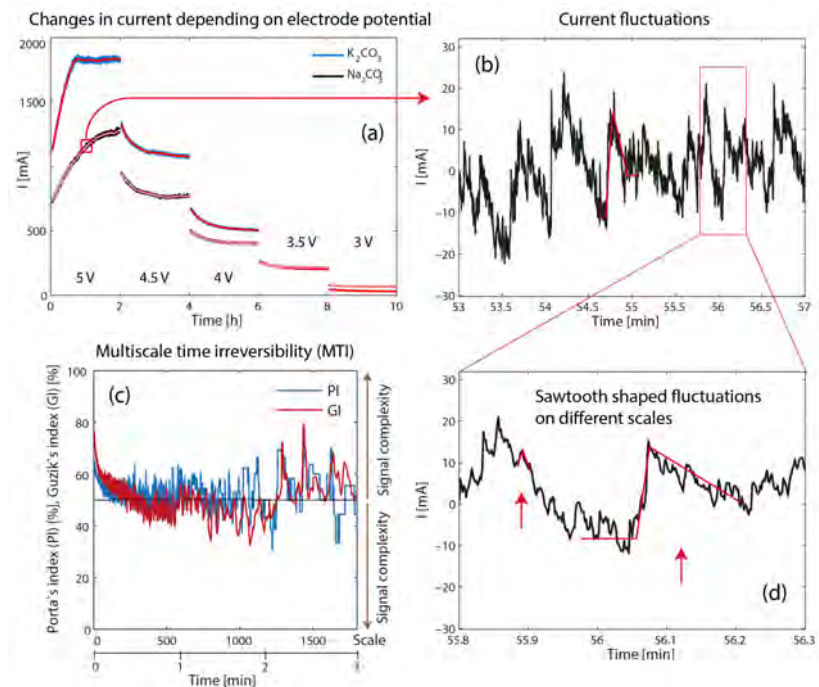 Changes in current depending on electrode potential
Current fluctuations
2000
1500
1000
500
0
I [mA]
K2CO3
Na2CO3
(a)
5 V
4.5 V
4 V
3.5 V
3 V
0 2 4 6 8 10
Time [h]
30
20
10
0
−10
−20
−30
I [mA]
(b)
53 53.5 54 54.5 55 55.5 56 56.5 57
Time [min]
Multiscale time irreversibility (MTI)
100
80
60
40
20
0
Porta's index (PI) (%], Guzik's index (GI) [%]
(c)
PI
GI
Signal complexity
Signal complexity
0 500 1000 1500 Scale
0 1 2 3
Time [min]
30
20
10
0
−10
−20
−30
I [mA]
Sawtooth shaped fluctuations
on different scales
(d)
55.8 55.9 56 56.1 56.2 56.3
Time [min]